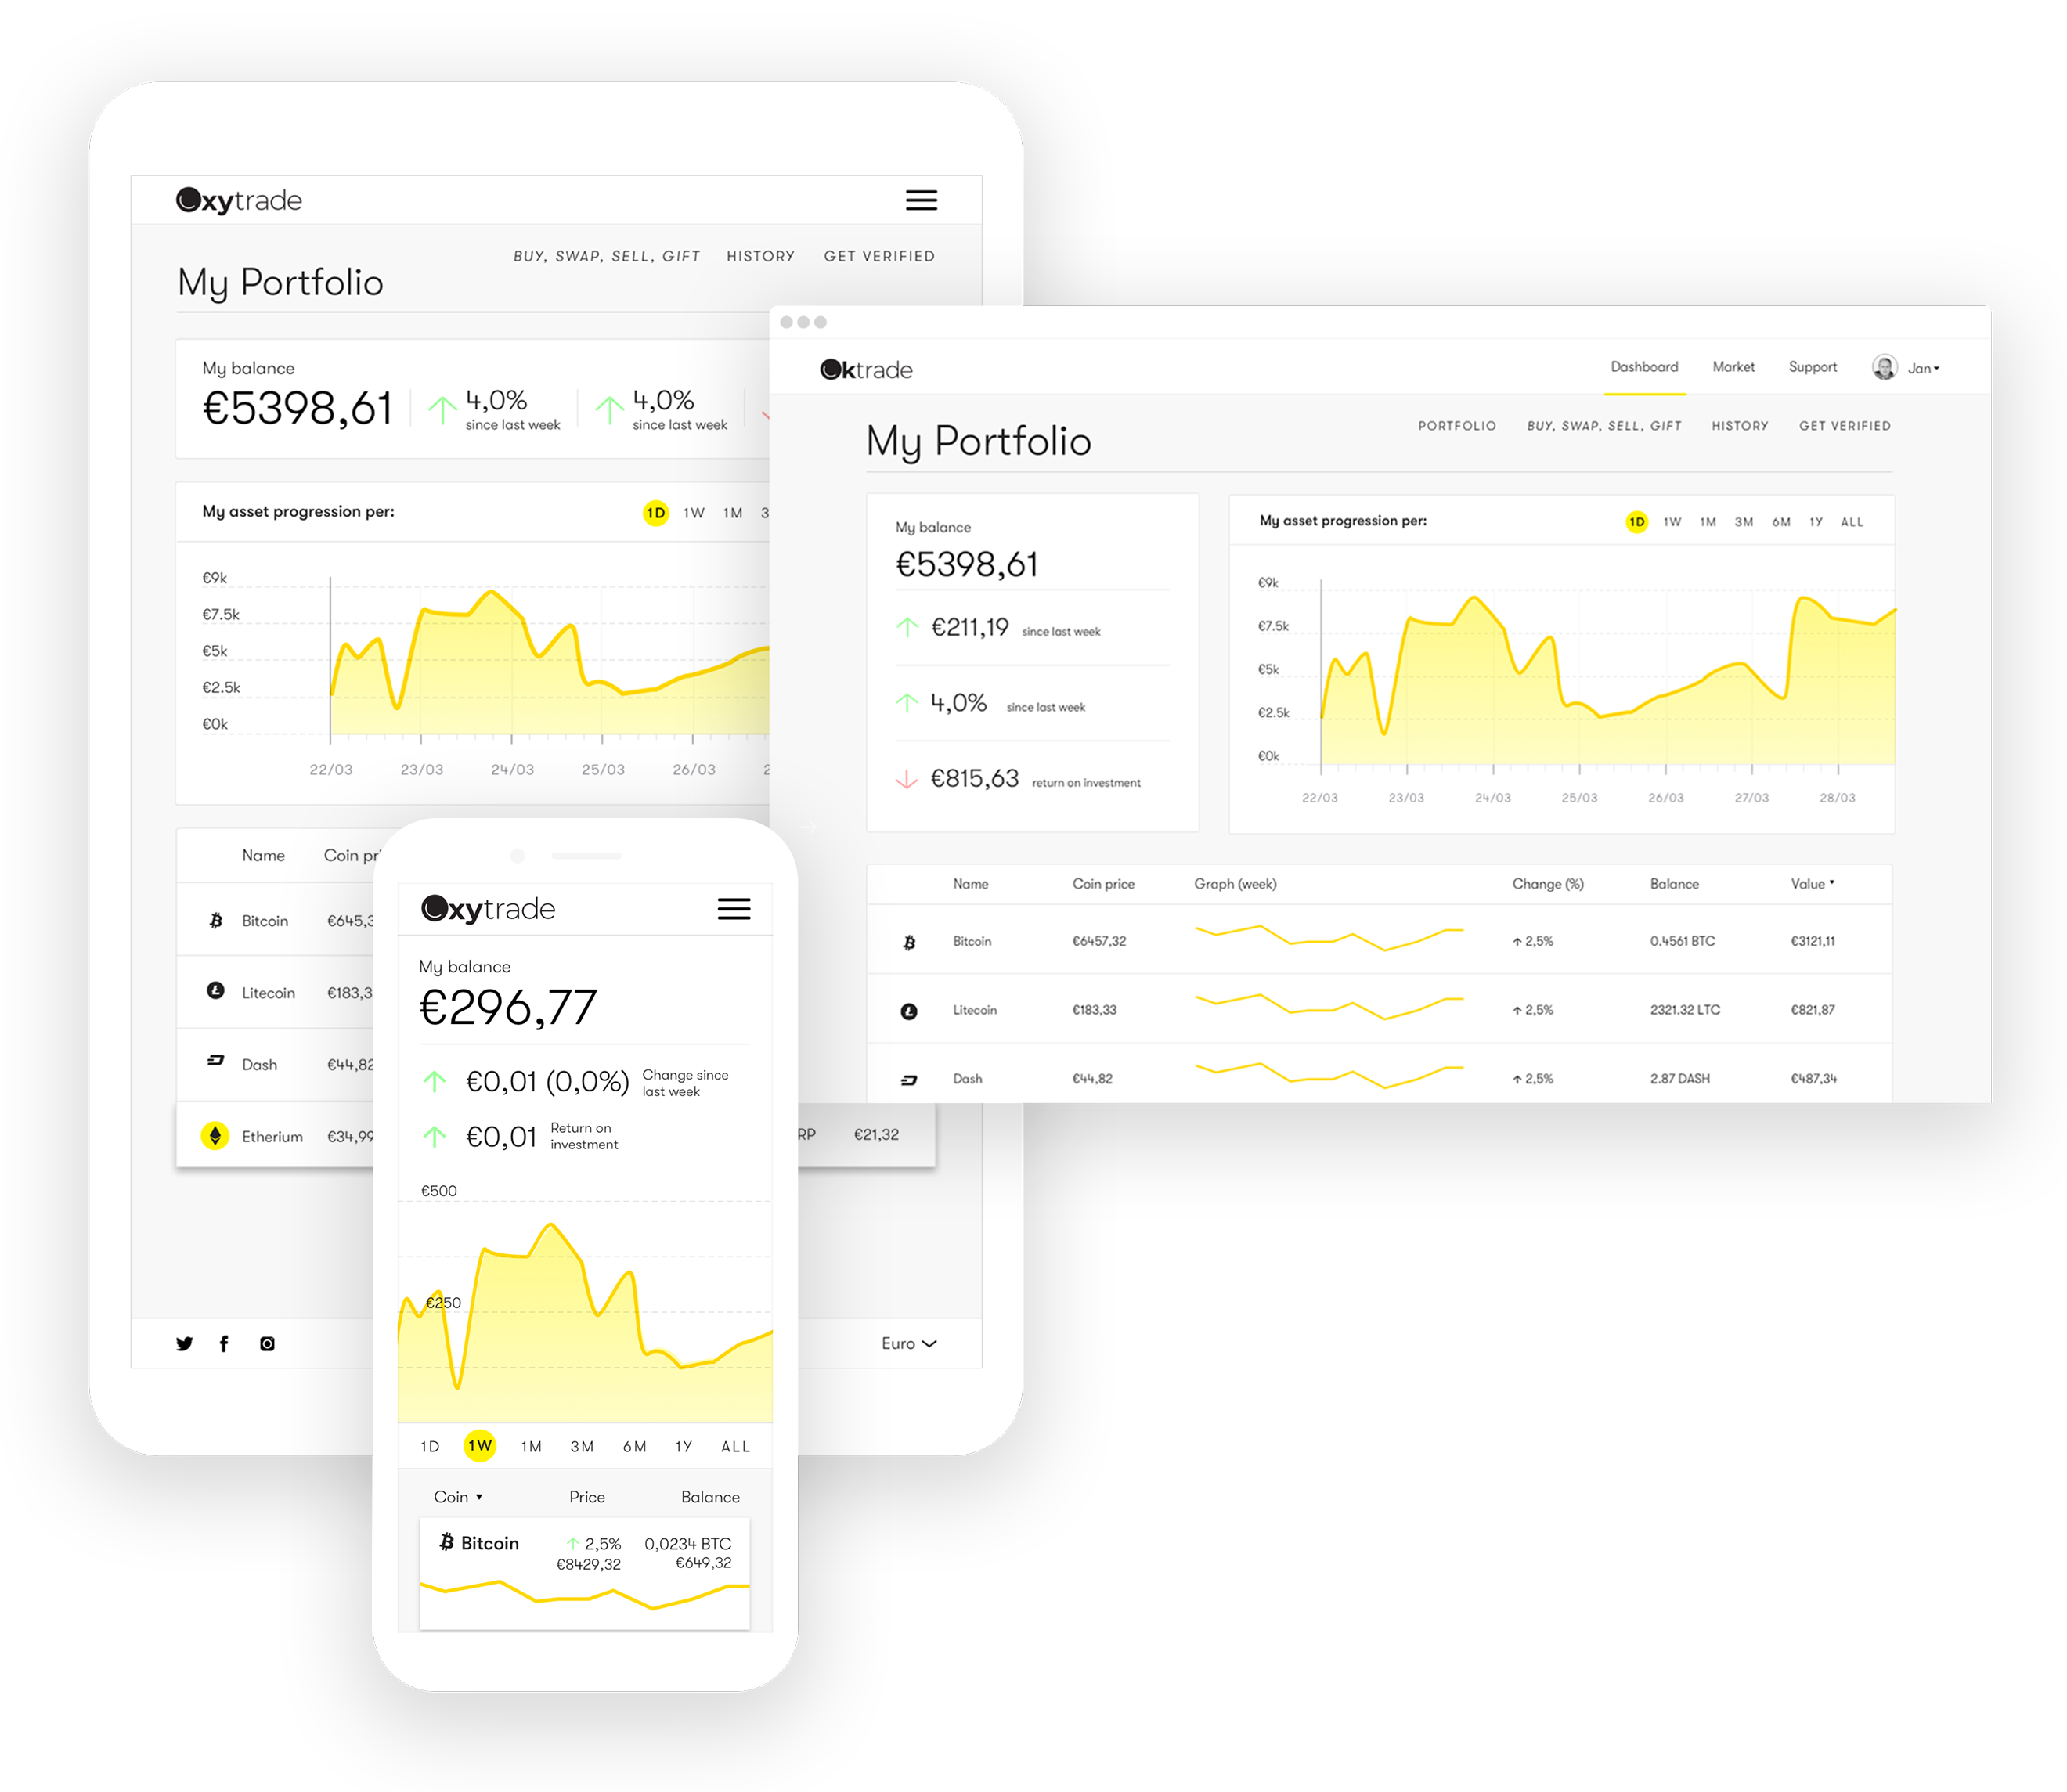 Oxytrade
BUY, SWAP, SELL, GIFT HISTORY GET VERIFIED
My Portfolio
My balance
€5398,61
4,0%
since last week
4,0%
since last week
My asset progression per:
1D 1W 1M 3
€9k
€7.5k
€5k
€2.5k
€0k
22/03 23/03 24/03 25/03 26/03 2
Name Coin pr
Bitcoin €645,3
Litecoin €183,3
Dash €44,82
Etherium €34,99
RP €21,32
Euro
Oktrade
Dashboard Market Support Jan
PORTFOLIO BUY, SWAP, SELL, GIFT HISTORY GET VERIFIED
My Portfolio
My balance
€5398,61
€211,19 since last week
4,0% since last week
€815,63 return on investment
My asset progression per:
1D 1W 1M 3M 6M 1Y ALL
€9k
€7.5k
€5k
€2.5k
€0k
22/03 23/03 24/03 25/03 26/03 27/03 28/03
Name Coin price Graph (week) Change (%) Balance Value
Bitcoin €6457,32 2,5% 0.4561 BTC €3121,11
Litecoin €183,33 2,5% 2321.32 LTC €821,87
Dash €44,82 2,5% 2.87 DASH €487,34
Oxytrade
My balance
€296,77
€0,01 (0,0%) Change since
last week
€0,01 Return on
investment
€500
€250
1D 1W 1M 3M 6M 1Y ALL
Coin Price Balance
Bitcoin 2,5% 0,0234 BTC
€8429,32 €649,32